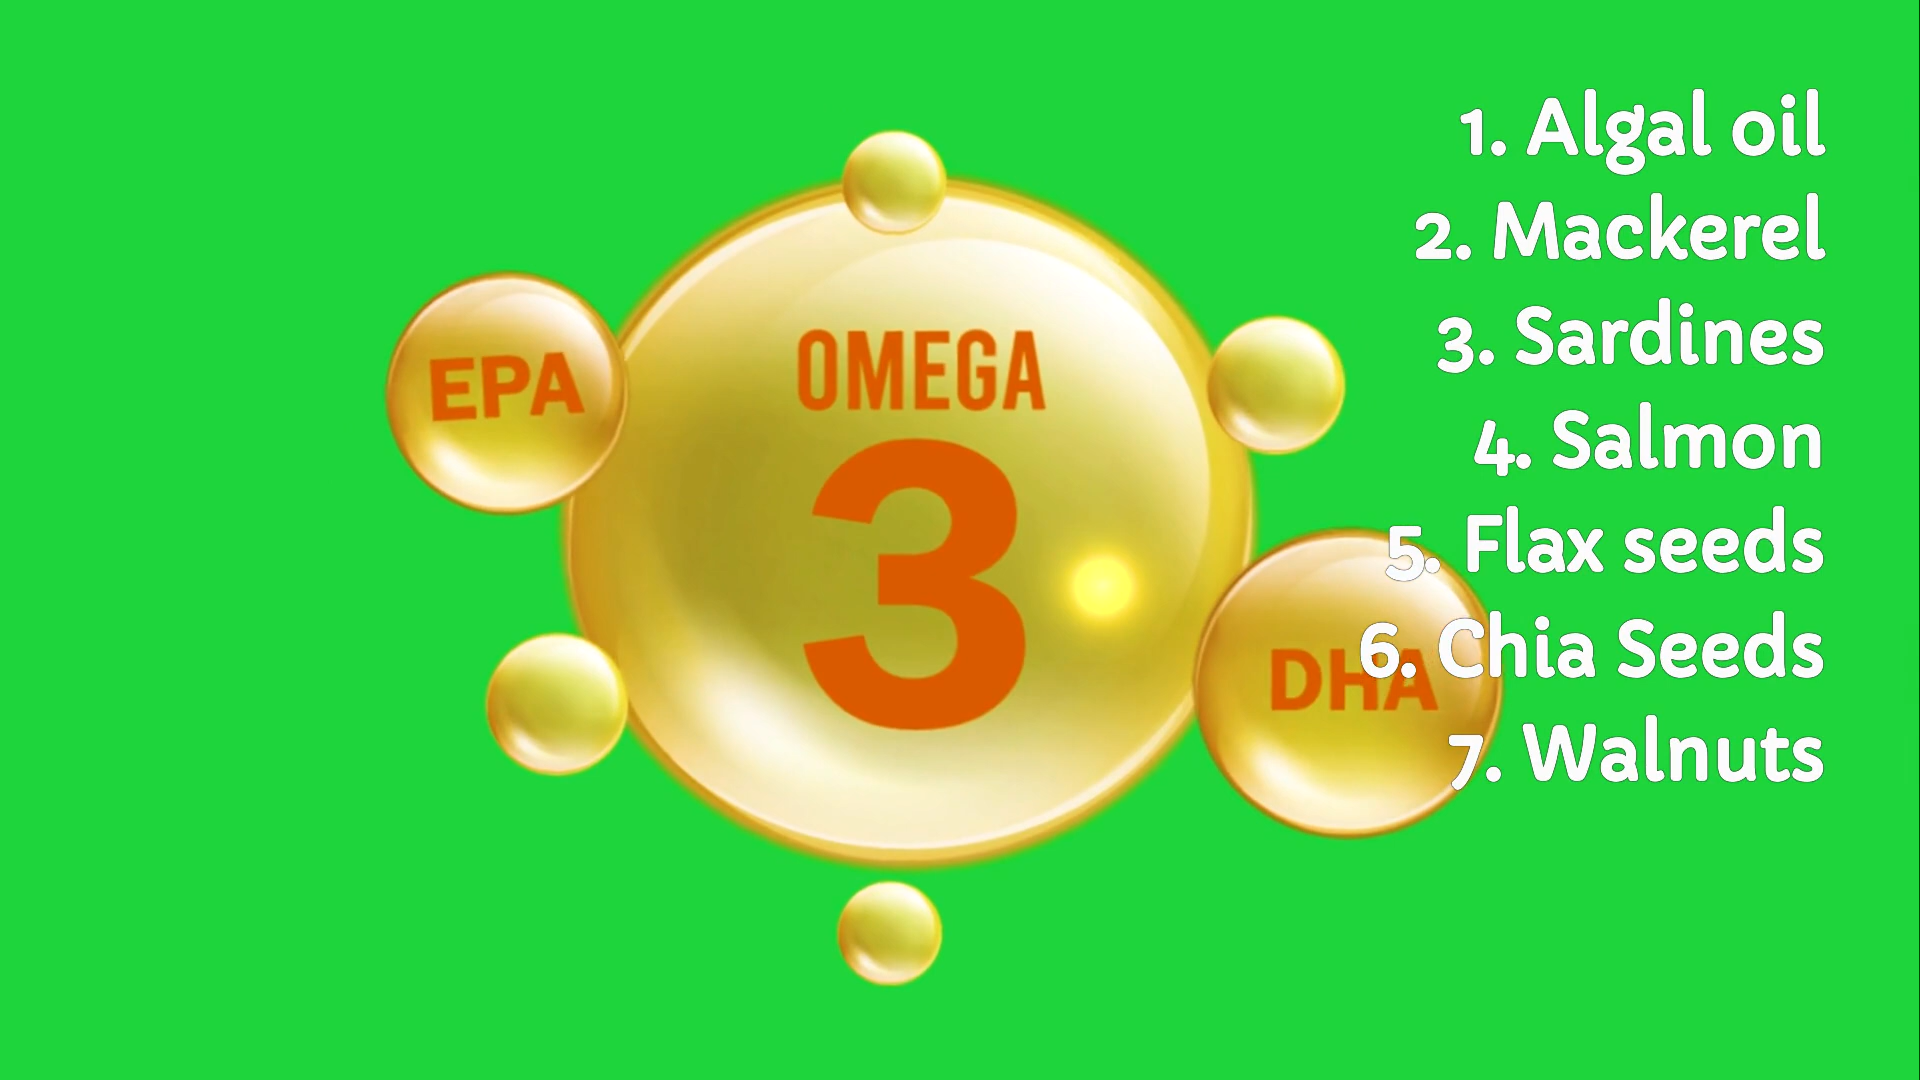 EPA
OMEGA
3
DHA
1. Algal oil
2. Mackerel
3. Sardines
4. Salmon
5. Flax seeds
6. Chia Seeds
7. Walnuts